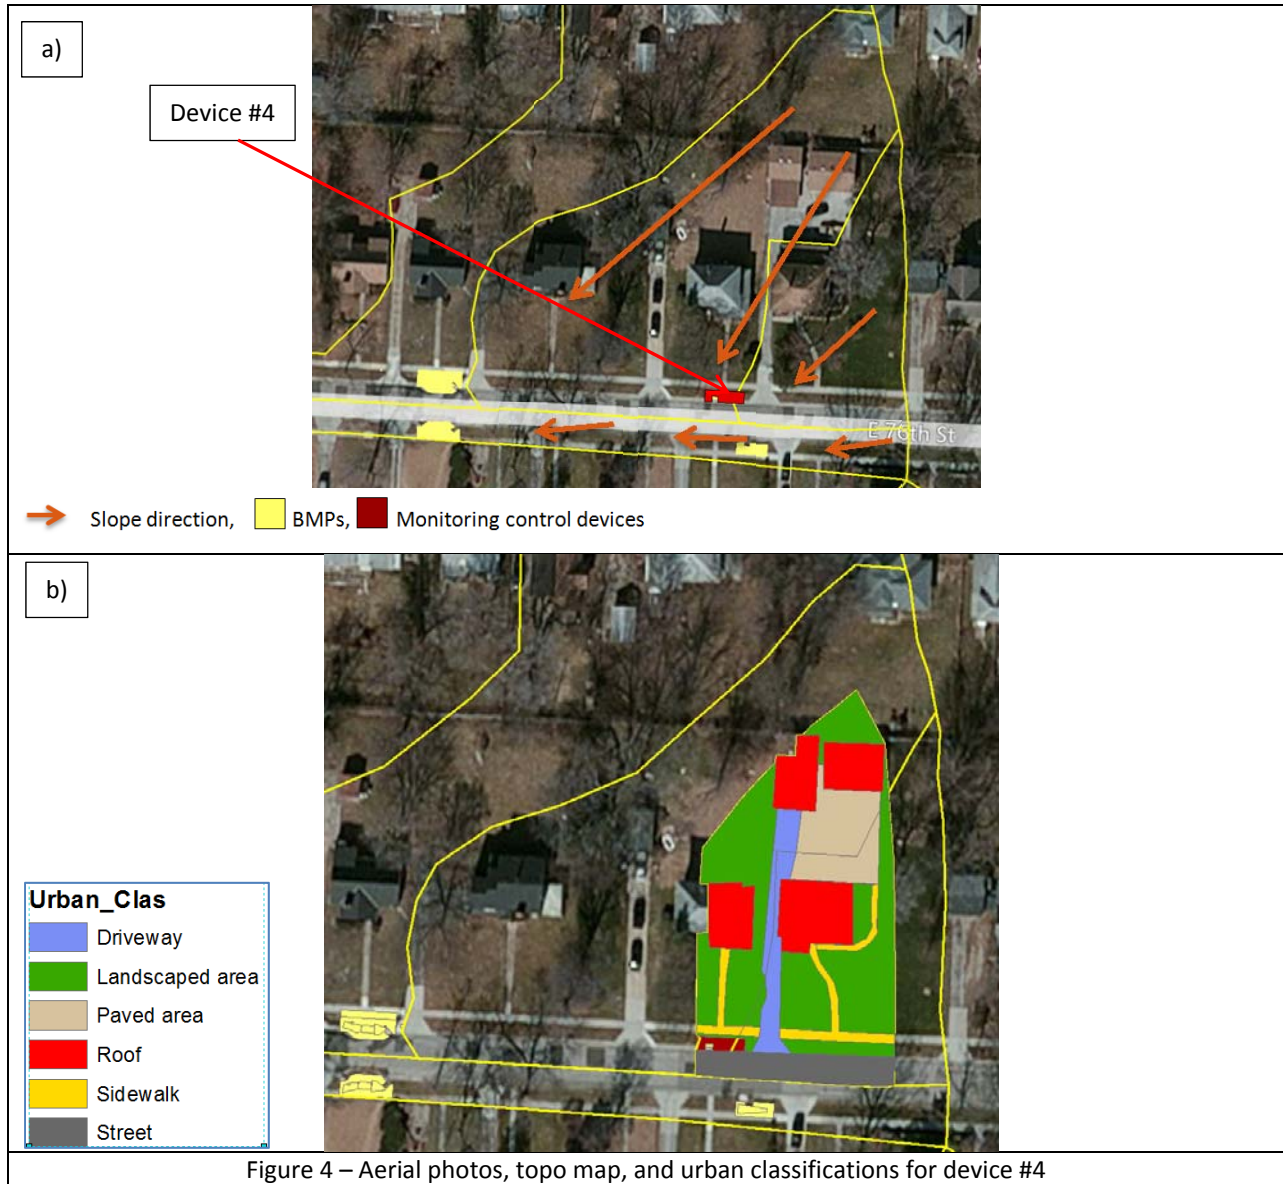 a)
Device #4
E 76th St
Slope direction, BMPs, Monitoring control devices
b)
Urban_Clas
Driveway
Landscaped area
Paved area
Roof
Sidewalk
Street
Figure 4 – Aerial photos, topo map, and urban classifications for device #4